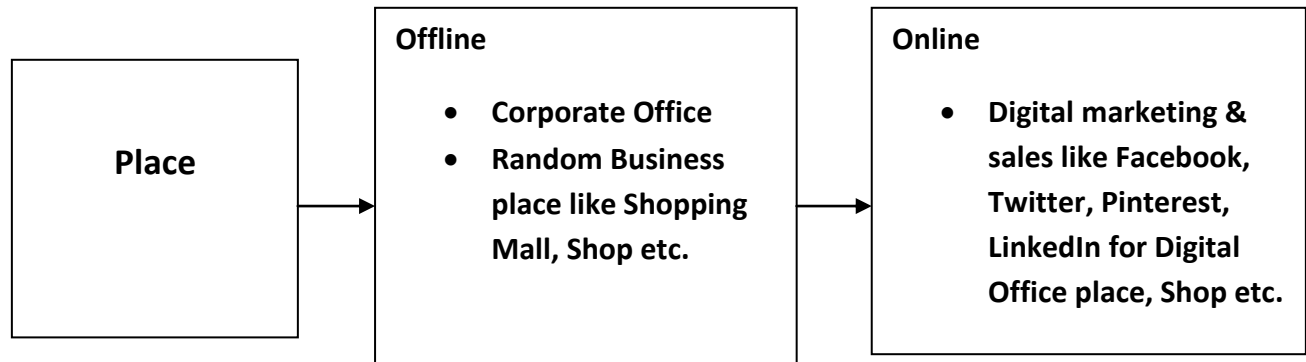 Place
Offline
• Corporate Office
• Random Business
place like Shopping
Mall, Shop etc.
Online
• Digital marketing &
sales like Facebook,
Twitter, Pinterest,
LinkedIn for Digital
Office place, Shop etc.